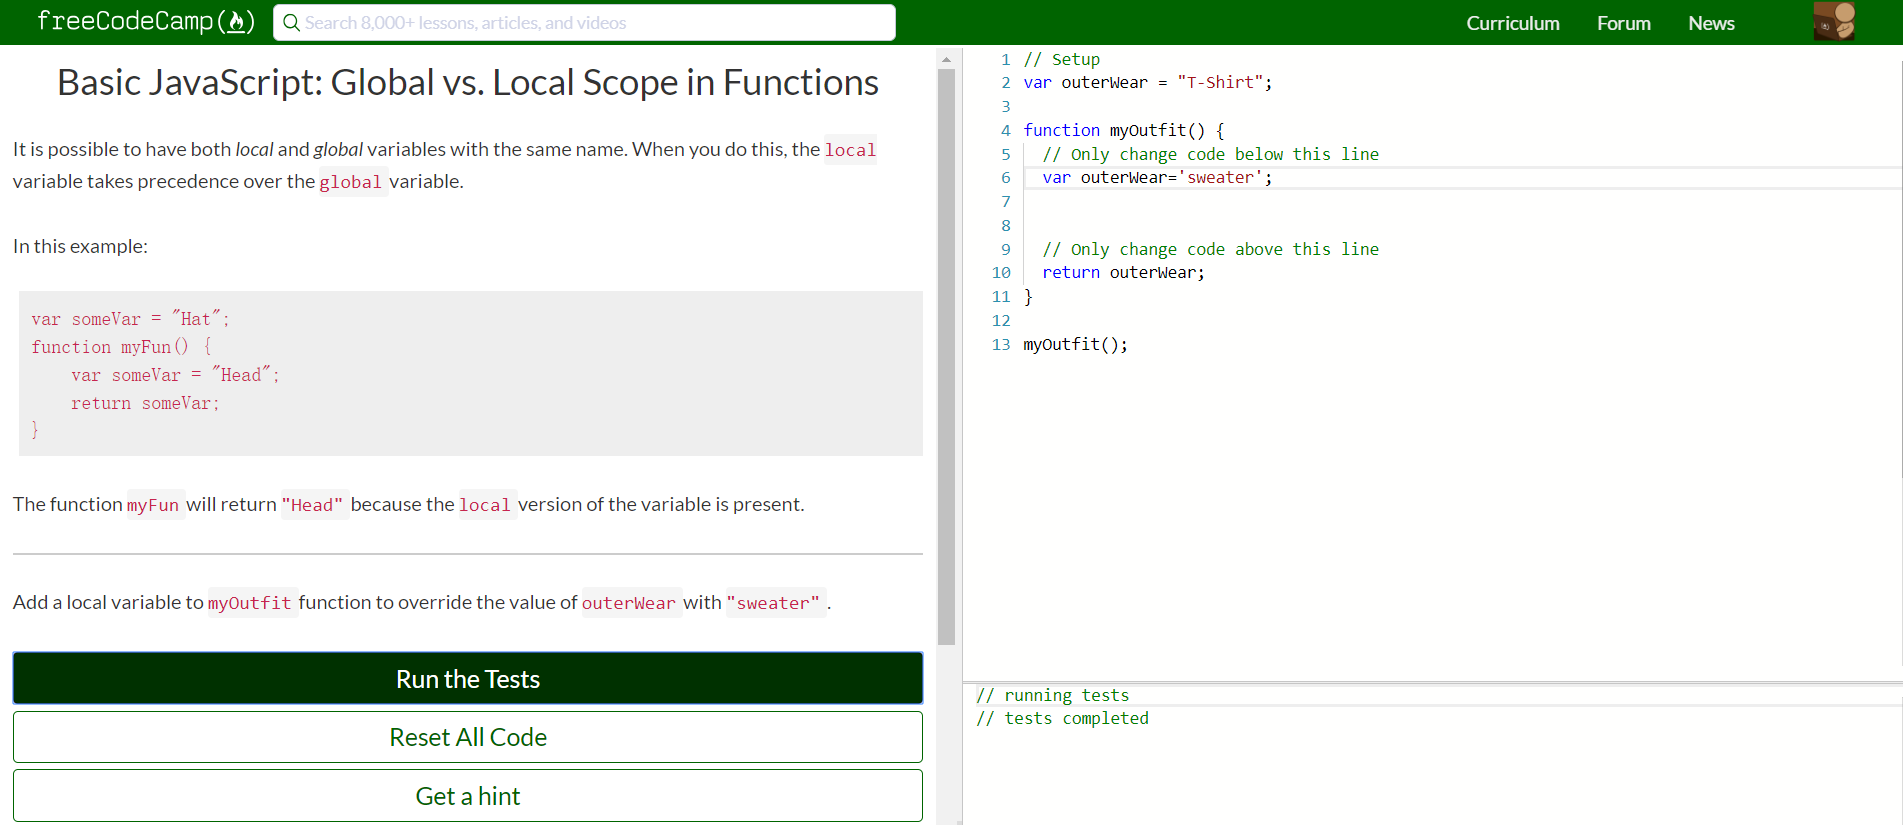 freeCodeCamp
Search 8,000+ lessons, articles, and videos
Curriculum Forum News
Basic JavaScript: Global vs. Local Scope in Functions
It is possible to have both local and global variables with the same name. When you do this, the local
variable takes precedence over the global variable.
In this example:
var someVar = "Hat";
function myFun() {
    var someVar = "Head";
    return someVar;
}
The function myFun will return "Head" because the local version of the variable is present.
Add a local variable to myOutfit function to override the value of outerWear with "sweater" .
Run the Tests
Reset All Code
Get a hint
1 // Setup
2 var outerWear = "T-Shirt";
3
4 function myOutfit() {
5   // Only change code below this line
6   var outerWear='sweater';
7
8
9   // Only change code above this line
10   return outerWear;
11 }
12
13 myOutfit();
// running tests
// tests completed